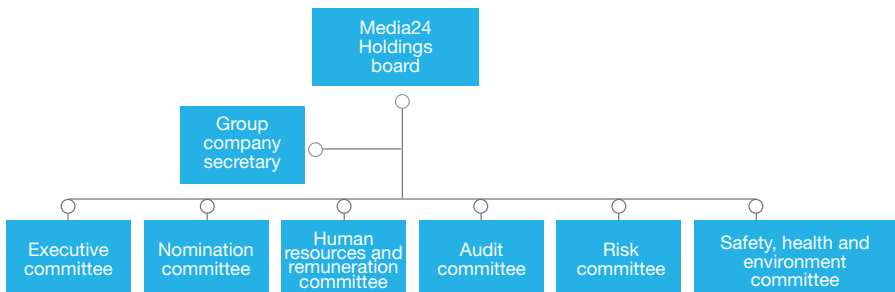 Media24
Holdings
board
Group
company
secretary
Executive
committee
Nomination
committee
Human
resources and
remuneration
committee
Audit
committee
Risk
committee
Safety, health and
environment
committee